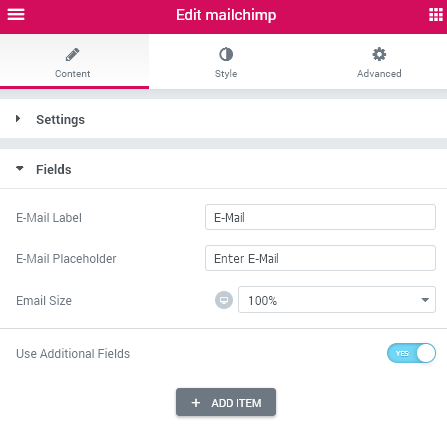 Edit mailchimp
Content
Style
Advanced
Settings
Fields
E-Mail Label
E-Mail
E-Mail Placeholder
Enter E-Mail
Email Size
100%
Use Additional Fields
YES
+ ADD ITEM